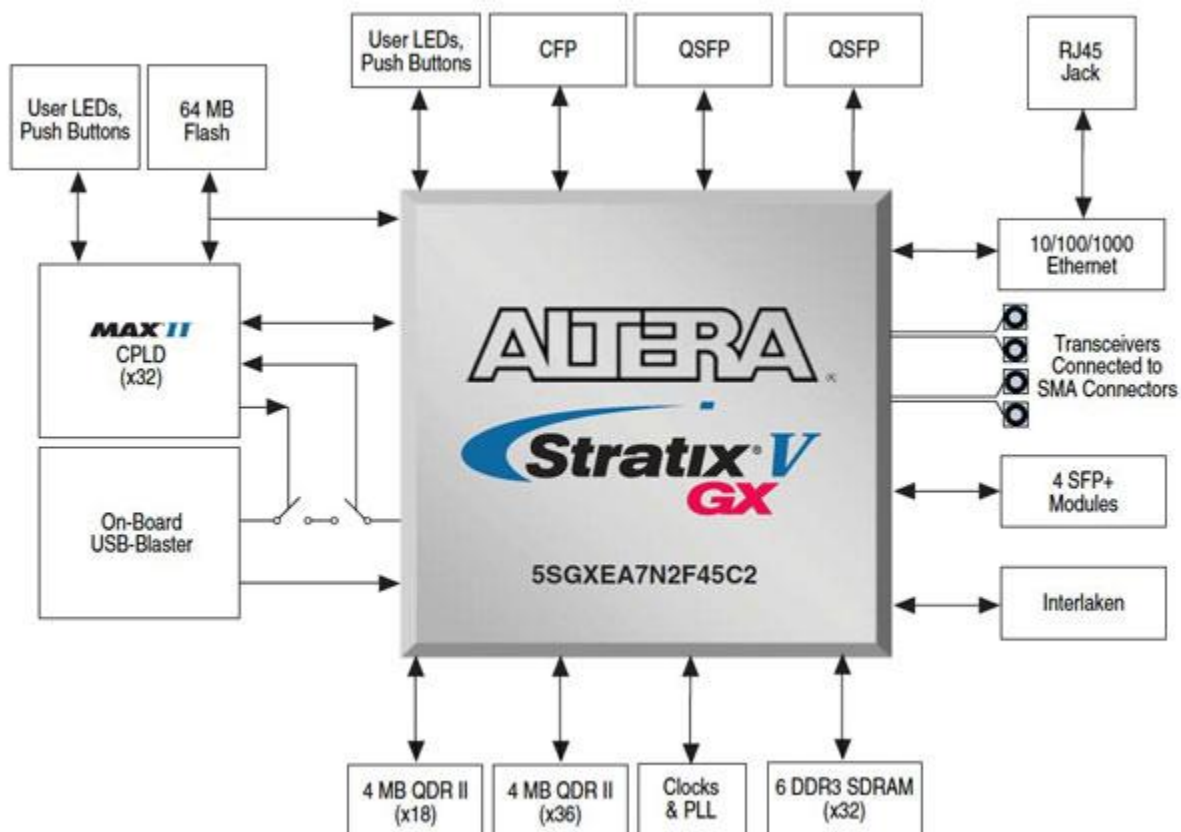 User LEDs,
Push Buttons
CFP
QSFP
QSFP
RJ45
Jack
User LEDs,
Push Buttons
64 MB
Flash
10/100/1000
Ethernet
MAX II
CPLD
(x32)
ALTERA®
Transceivers
Connected to
SMA Connectors
Stratix® V
GX
4 SFP+
Modules
On-Board
USB-Blaster
5SGXEA7N2F45C2
Interlaken
4 MB QDR II
(x18)
4 MB QDR II
(x36)
Clocks
& PLL
6 DDR3 SDRAM
(x32)